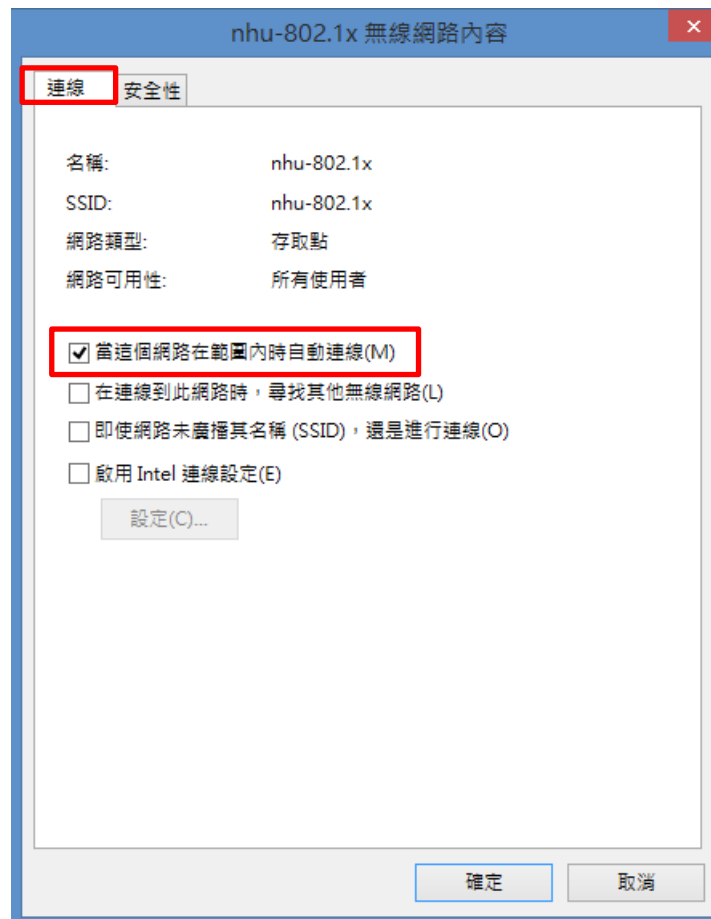 nhu-802.1x 無線網路內容
連線
安全性
名稱: nhu-802.1x
SSID: nhu-802.1x
網路類型: 存取點
網路可用性: 所有使用者
當這個網路在範圍內時自動連線(M)
在連線到此網路時，尋找其他無線網路(L)
即使網路未廣播其名稱 (SSID)，還是進行連線(O)
啟用 Intel 連線設定(E)
設定(C)...
確定
取消